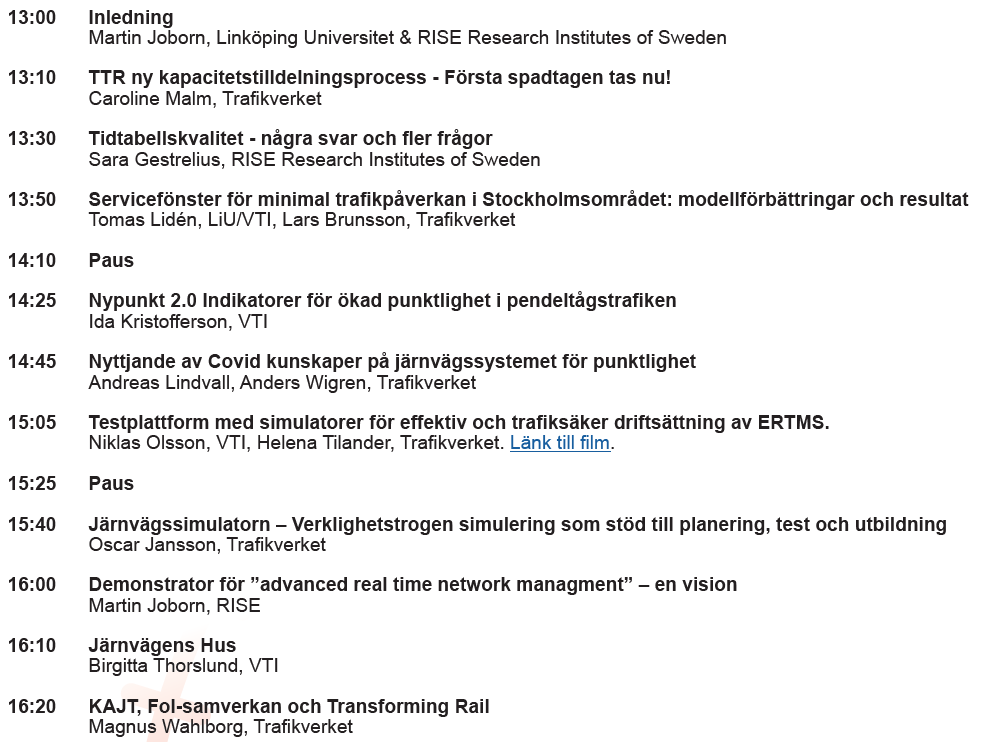 13:00 Inledning
Martin Joborn, Linköping Universitet & RISE Research Institutes of Sweden
13:10 TTR ny kapacitetstilldelningsprocess - Första spadtagen tas nu!
Caroline Malm, Trafikverket
13:30 Tidtabellskvalitet - några svar och fler frågor
Sara Gestrelius, RISE Research Institutes of Sweden
13:50 Servicefönster för minimal trafikpåverkan i Stockholmsområdet: modellförbättringar och resultat
Tomas Lidén, LiU/VTI, Lars Brunsson, Trafikverket
14:10 Paus
14:25 Nypunkt 2.0 Indikatorer för ökad punktlighet i pendeltågstrafiken
Ida Kristofferson, VTI
14:45 Nyttjande av Covid kunskaper på järnvägssystemet för punktlighet
Andreas Lindvall, Anders Wigren, Trafikverket
15:05 Testplattform med simulatorer för effektiv och trafiksäker driftsättning av ERTMS.
Niklas Olsson, VTI, Helena Tilander, Trafikverket. Länk till film.
15:25 Paus
15:40 Järnvägssimulatorn – Verklighetstrogen simulering som stöd till planering, test och utbildning
Oscar Jansson, Trafikverket
16:00 Demonstrator för ”advanced real time network managment” – en vision
Martin Joborn, RISE
16:10 Järnvägens Hus
Birgitta Thorslund, VTI
16:20 KAJT, FoI-samverkan och Transforming Rail
Magnus Wahlborg, Trafikverket